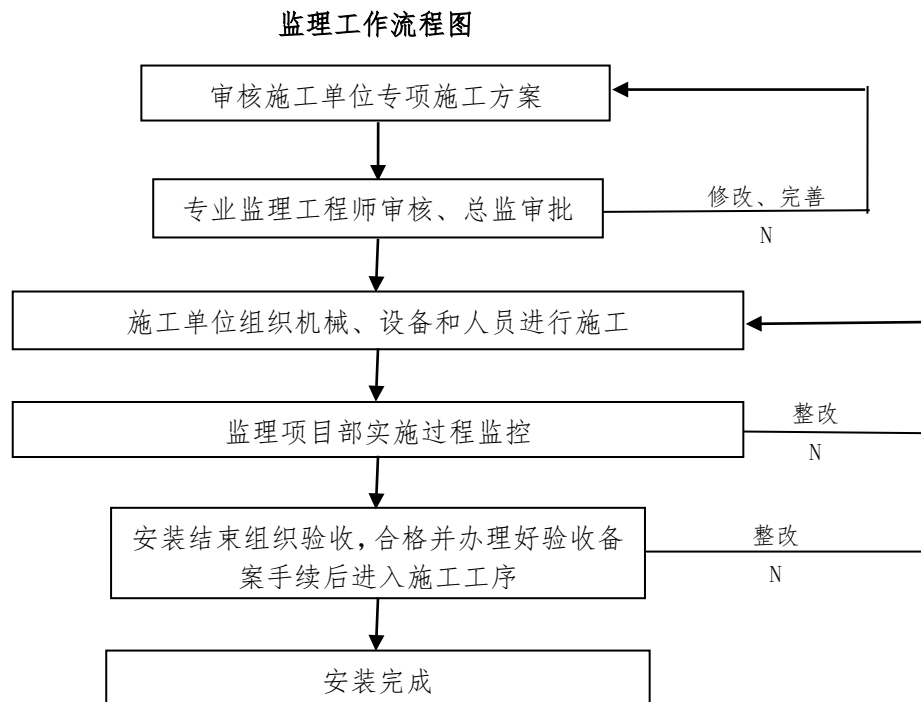 监理工作流程图
审核施工单位专项施工方案
专业监理工程师审核、总监审批
修改、完善
N
施工单位组织机械、设备和人员进行施工
监理项目部实施过程监控
整改
N
安装结束组织验收,合格并办理好验收备
案手续后进入施工工序
整改
N
安装完成